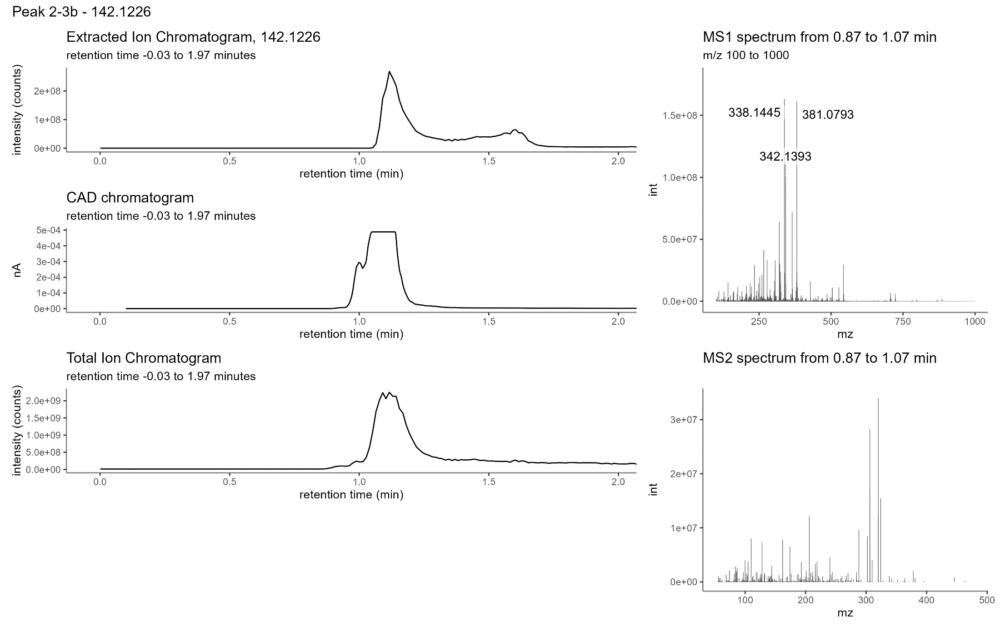 Peak 2-3b - 142.1226
Extracted Ion Chromatogram, 142.1226
retention time -0.03 to 1.97 minutes
intensity (counts)
2e+08
1e+08
0e+00
0.0 0.5 1.0 1.5 2.0
retention time (min)
CAD chromatogram
retention time -0.03 to 1.97 minutes
nA
5e-04
4e-04
3e-04
2e-04
1e-04
0e+00
0.0 0.5 1.0 1.5 2.0
retention time (min)
Total Ion Chromatogram
retention time -0.03 to 1.97 minutes
intensity (counts)
2.0e+09
1.5e+09
1.0e+09
5.0e+08
0.0e+00
0.0 0.5 1.0 1.5 2.0
retention time (min)
MS1 spectrum from 0.87 to 1.07 min
m/z 100 to 1000
int
1.5e+08
1.0e+08
5.0e+07
0.0e+00
338.1445
381.0793
342.1393
250 500 750 1000
mz
MS2 spectrum from 0.87 to 1.07 min
int
3e+07
2e+07
1e+07
0e+00
100 200 300 400 500
mz